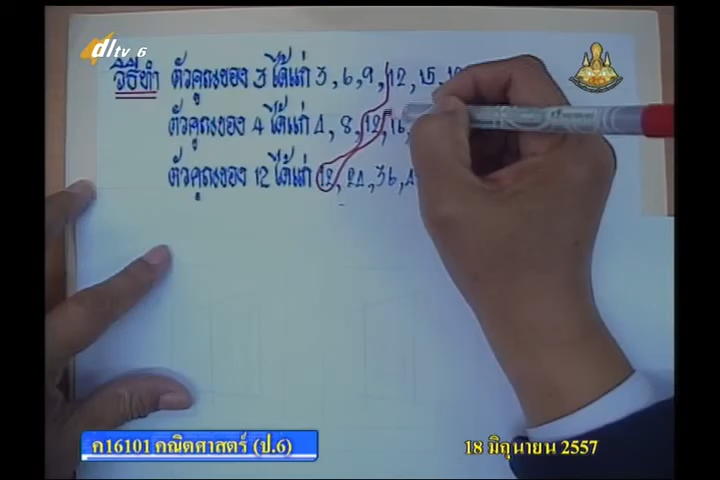 dltv 6
วิธีทำ ตัวคูณของ 3 ได้แก่ 3, 6, 9, 12, 15, 18
ตัวคูณของ 4 ได้แก่ 4, 8, 12, 16,
ตัวคูณของ 12 ได้แก่ 12, 24, 36, 4
ค16101 คณิตศาสตร์ (ป.6)
18 มิถุนายน 2557